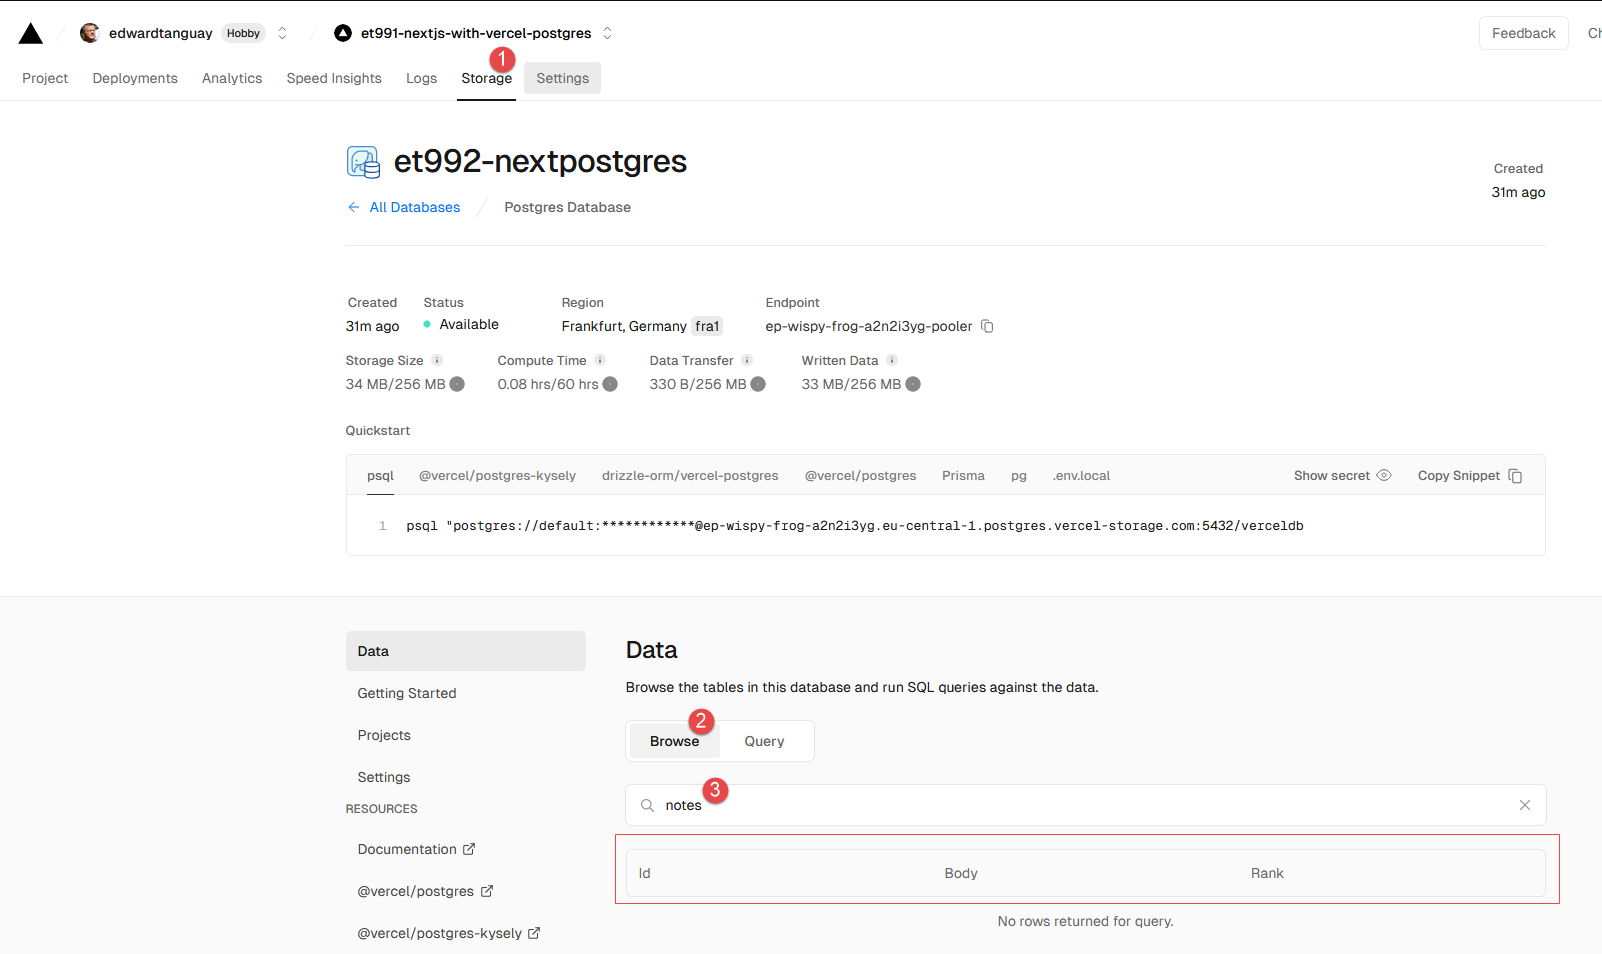 edwardtanguay Hobby et991-nextjs-with-vercel-postgres Feedback
1
Project Deployments Analytics Speed Insights Logs Storage Settings
et992-nextpostgres
Created
31m ago
All Databases Postgres Database
Created Status Region Endpoint
31m ago Available Frankfurt, Germany fra1 ep-wispy-frog-a2n2i3yg-pooler
Storage Size Compute Time Data Transfer Written Data
34 MB/256 MB 0.08 hrs/60 hrs 330 B/256 MB 33 MB/256 MB
Quickstart
psql @vercel/postgres-kysely drizzle-orm/vercel-postgres @vercel/postgres Prisma pg .env.local Show secret Copy Snippet
1 psql "postgres://default:************@ep-wispy-frog-a2n2i3yg.eu-central-1.postgres.vercel-storage.com:5432/verceldb
Data
Getting Started
Projects
Settings
RESOURCES
Documentation
@vercel/postgres
@vercel/postgres-kysely
Data
Browse the tables in this database and run SQL queries against the data.
2
Browse Query
3
notes
Id Body Rank
No rows returned for query.